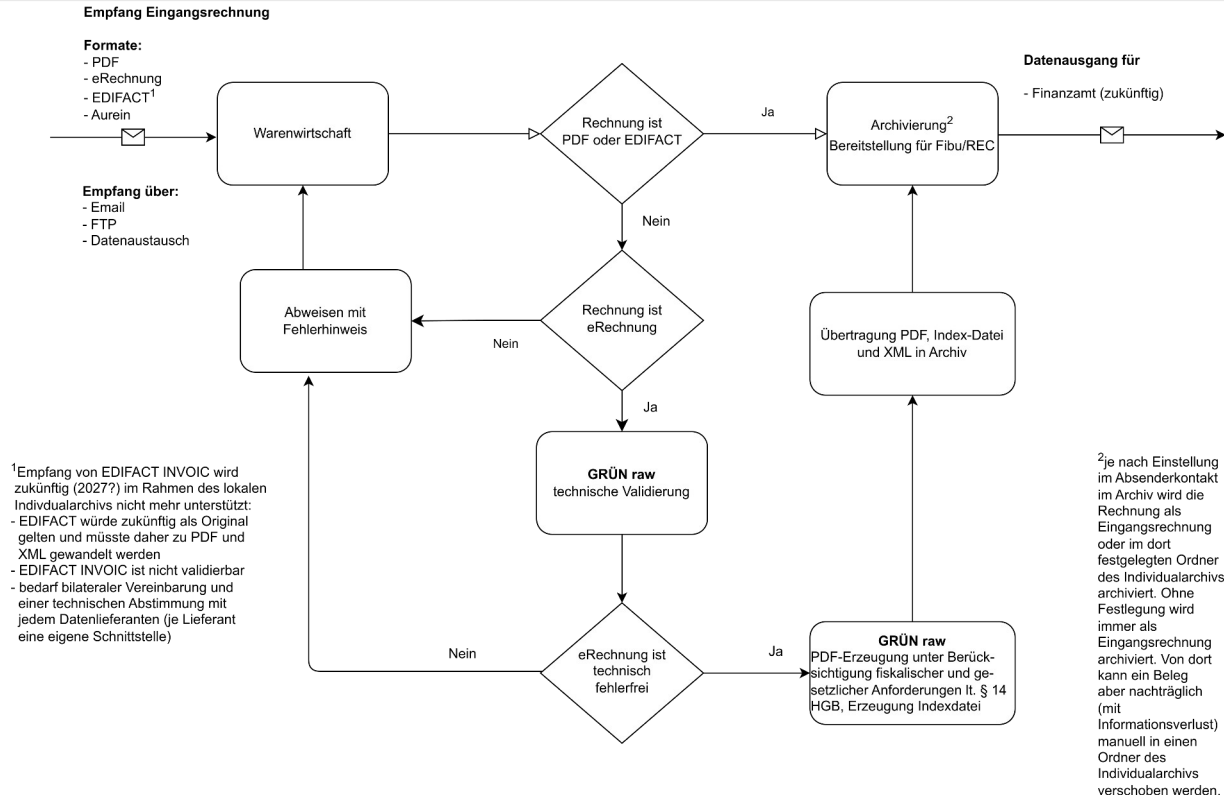 Empfang Eingangsrechnung
Formate:
- PDF
- eRechnung
- EDIFACT¹
- Aurein
Empfang über:
- Email
- FTP
- Datenaustausch
Warenwirtschaft
Rechnung ist
PDF oder EDIFACT
Ja
Archivierung²
Bereitstellung für Fibu/REC
Datenausgang für
- Finanzamt (zukünftig)
Nein
Abweisen mit
Fehlerhinweis
Nein
Rechnung ist
eRechnung
Übertragung PDF, Index-Datei
und XML in Archiv
Ja
GRÜN raw
technische Validierung
¹Empfang von EDIFACT INVOIC wird
zukünftig (2027?) im Rahmen des lokalen
Indivdualarchivs nicht mehr unterstützt:
- EDIFACT würde zukünftig als Original
gelten und müsste daher zu PDF und
XML gewandelt werden
- EDIFACT INVOIC ist nicht validierbar
- bedarf bilateraler Vereinbarung und
einer technischen Abstimmung mit
jedem Datenlieferanten (je Lieferant
eine eigene Schnittstelle)
Nein
eRechnung ist
technisch
fehlerfrei
Ja
GRÜN raw
PDF-Erzeugung unter Berück-
sichtigung fiskalischer und ge-
setzlicher Anforderungen lt. § 14
HGB, Erzeugung Indexdatei
²je nach Einstellung
im Absenderkontakt
im Archiv wird die
Rechnung als
Eingangsrechnung
oder im dort
festgelegten Ordner
des Individualarchivs
archiviert. Ohne
Festlegung wird
immer als
Eingangsrechnung
archiviert. Von dort
kann ein Beleg
aber nachträglich
(mit
Informationsverlust)
manuell in einen
Ordner des
Individualarchivs
verschoben werden.